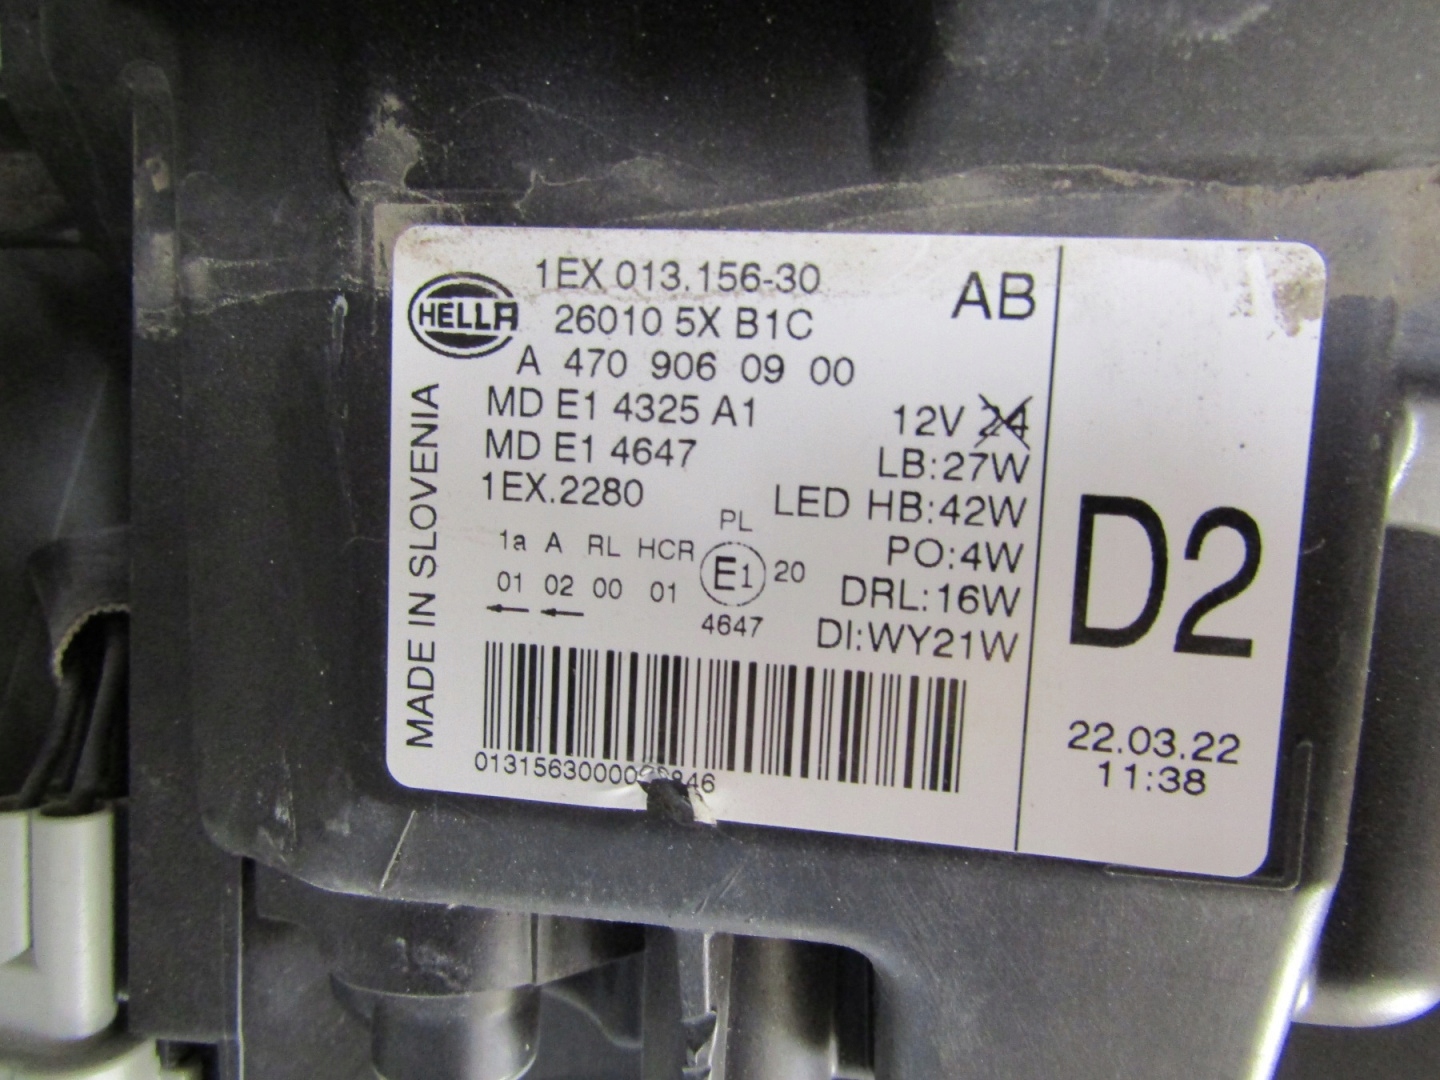 HELLA
1EX 013.156-30
26010 5X B1C
A 470 906 09 00
AB
MD E1 4325 A1
MD E1 4647
1EX.2280
12V 24
LB:27W
LED HB:42W
PO:4W
DRL:16W
DI:WY21W
PL
1a A RL HCR
E1 20
01 02 00 01
4647
MADE IN SLOVENIA
D2
22.03.22
11:38